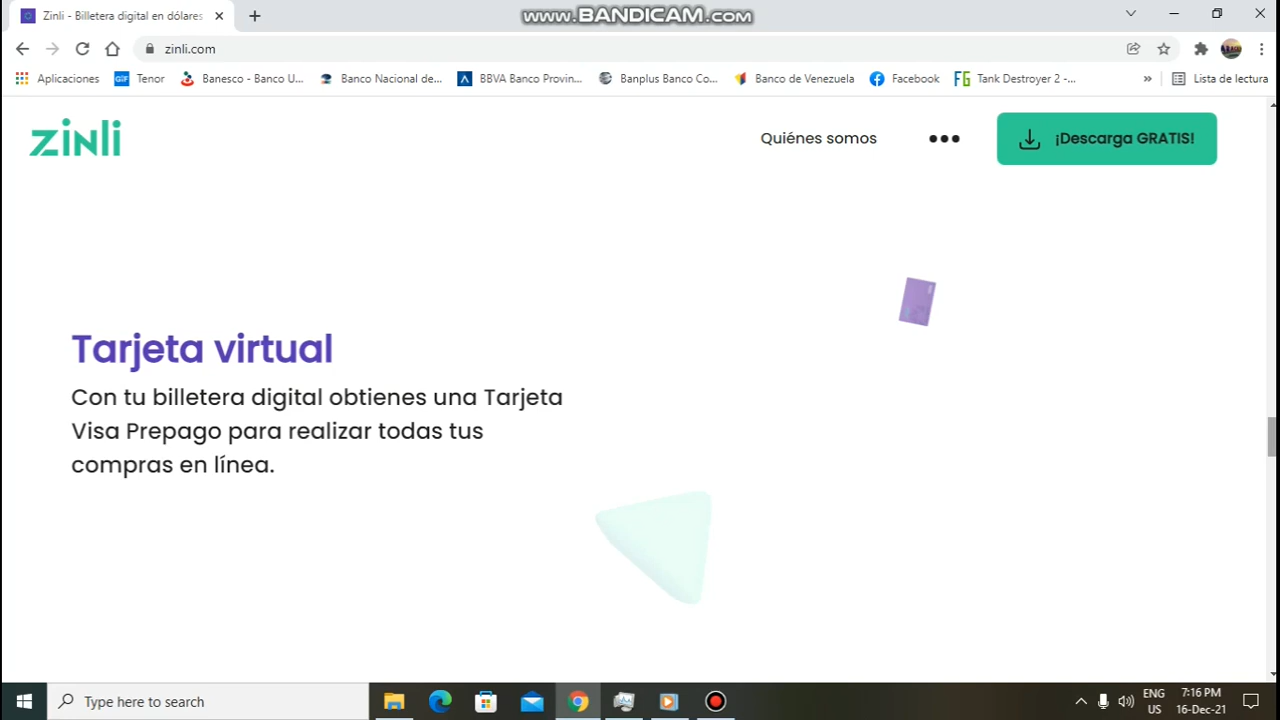 Zinli - Billetera digital en dólares
www.BANDICAM.com
zinli.com
Aplicaciones
GIF
Tenor
Banesco - Banco U...
Banco Nacional de...
BBVA Banco Provin...
Banplus Banco Co...
Banco de Venezuela
Facebook
FG
Tank Destroyer 2 -...
»
Lista de lectura
zinli
Quiénes somos
¡Descarga GRATIS!
Tarjeta virtual
Con tu billetera digital obtienes una Tarjeta
Visa Prepago para realizar todas tus
compras en línea.
Type here to search
ENG
US
7:16 PM
16-Dec-21